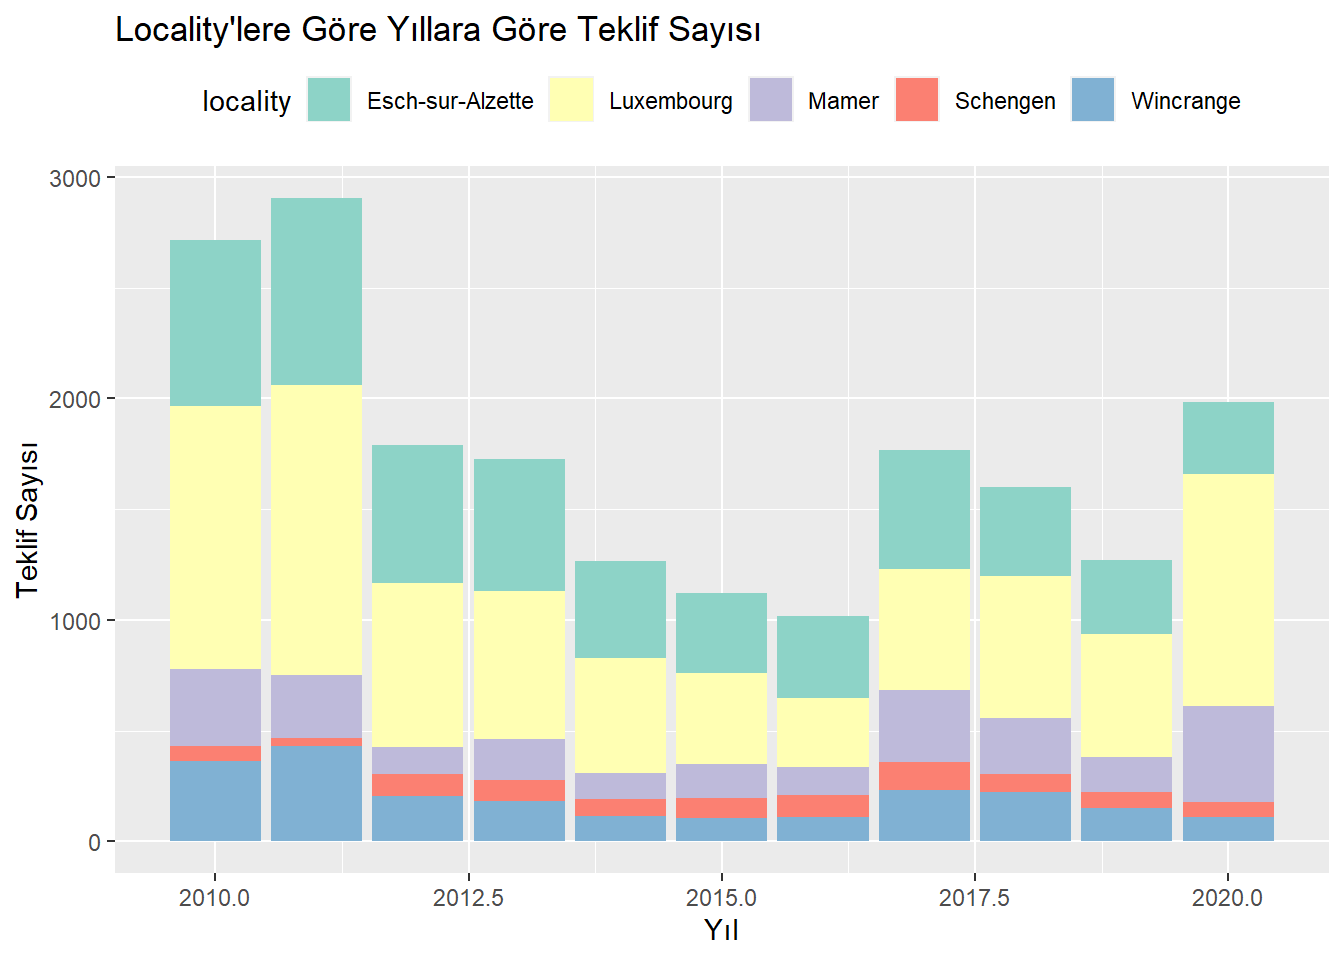 Locality'lere Göre Yıllara Göre Teklif Sayısı
locality Esch-sur-Alzette Luxembourg Mamer Schengen Wincrange
3000
2000
1000
0
Teklif Sayısı
2010.0 2012.5 2015.0 2017.5 2020.0
Yıl